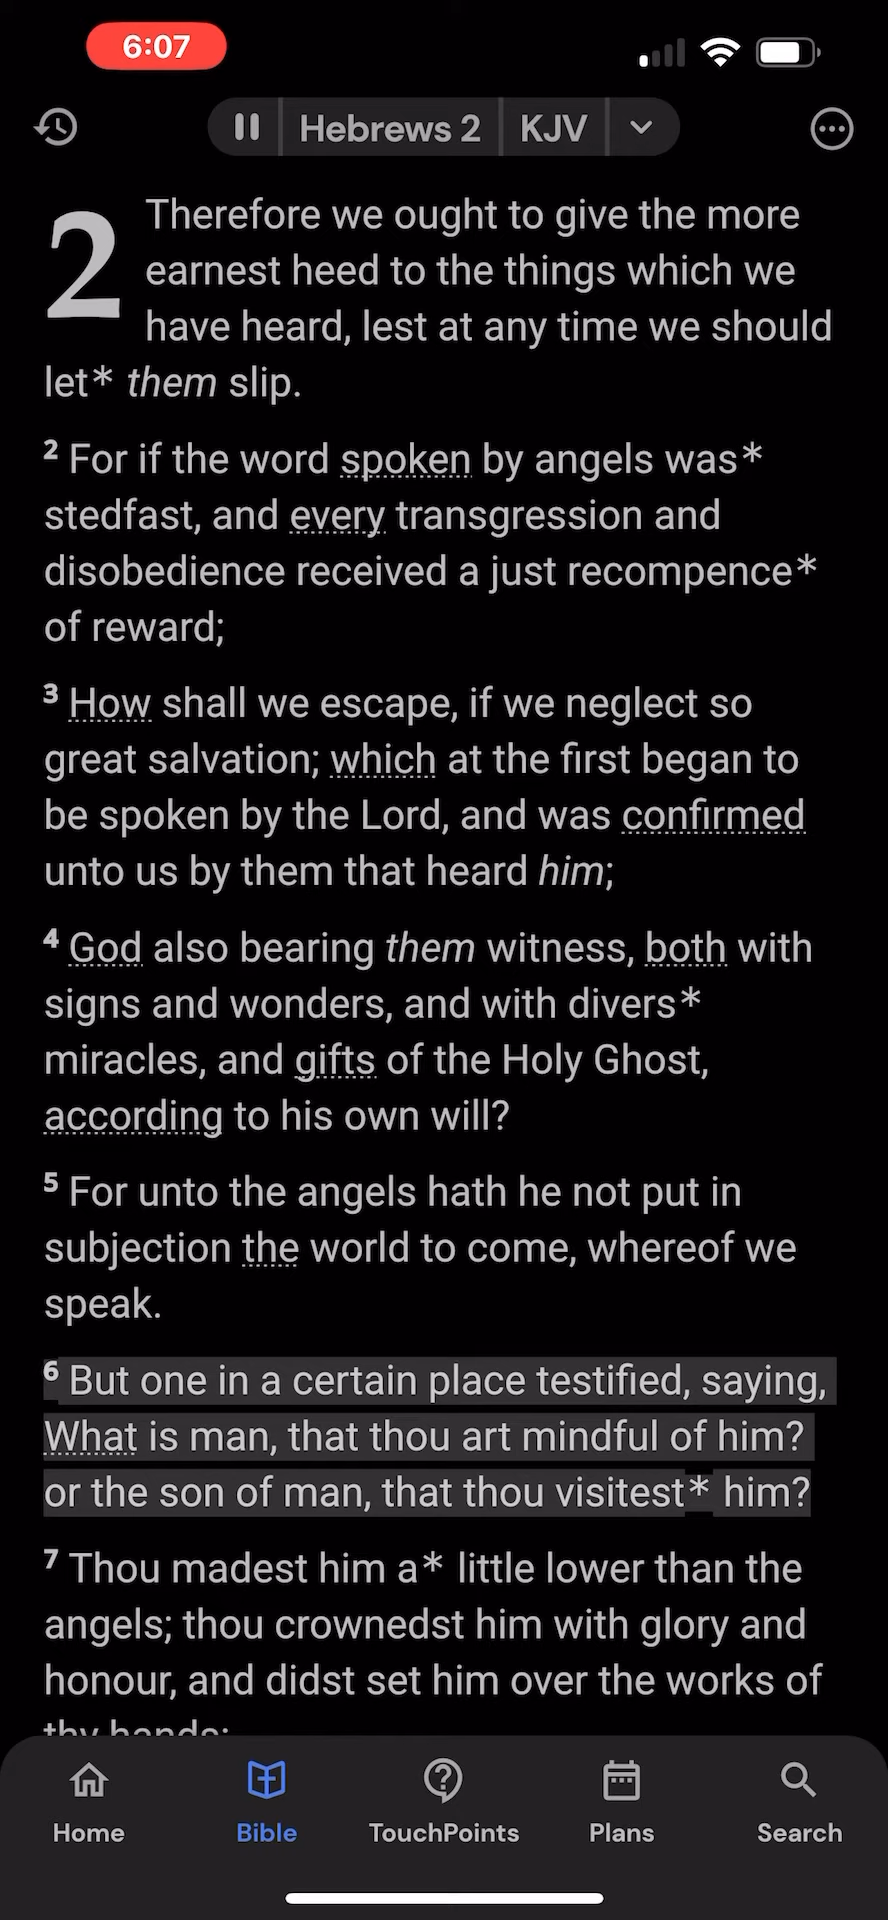 6:07
Hebrews 2 KJV
2 Therefore we ought to give the more
earnest heed to the things which we
have heard, lest at any time we should
let* them slip.
2 For if the word spoken by angels was*
stedfast, and every transgression and
disobedience received a just recompence*
of reward;
3 How shall we escape, if we neglect so
great salvation; which at the first began to
be spoken by the Lord, and was confirmed
unto us by them that heard him;
4 God also bearing them witness, both with
signs and wonders, and with divers*
miracles, and gifts of the Holy Ghost,
according to his own will?
5 For unto the angels hath he not put in
subjection the world to come, whereof we
speak.
6 But one in a certain place testified, saying,
What is man, that thou art mindful of him?
or the son of man, that thou visitest* him?
7 Thou madest him a* little lower than the
angels; thou crownedst him with glory and
honour, and didst set him over the works of
thy hands:
Home Bible TouchPoints Plans Search